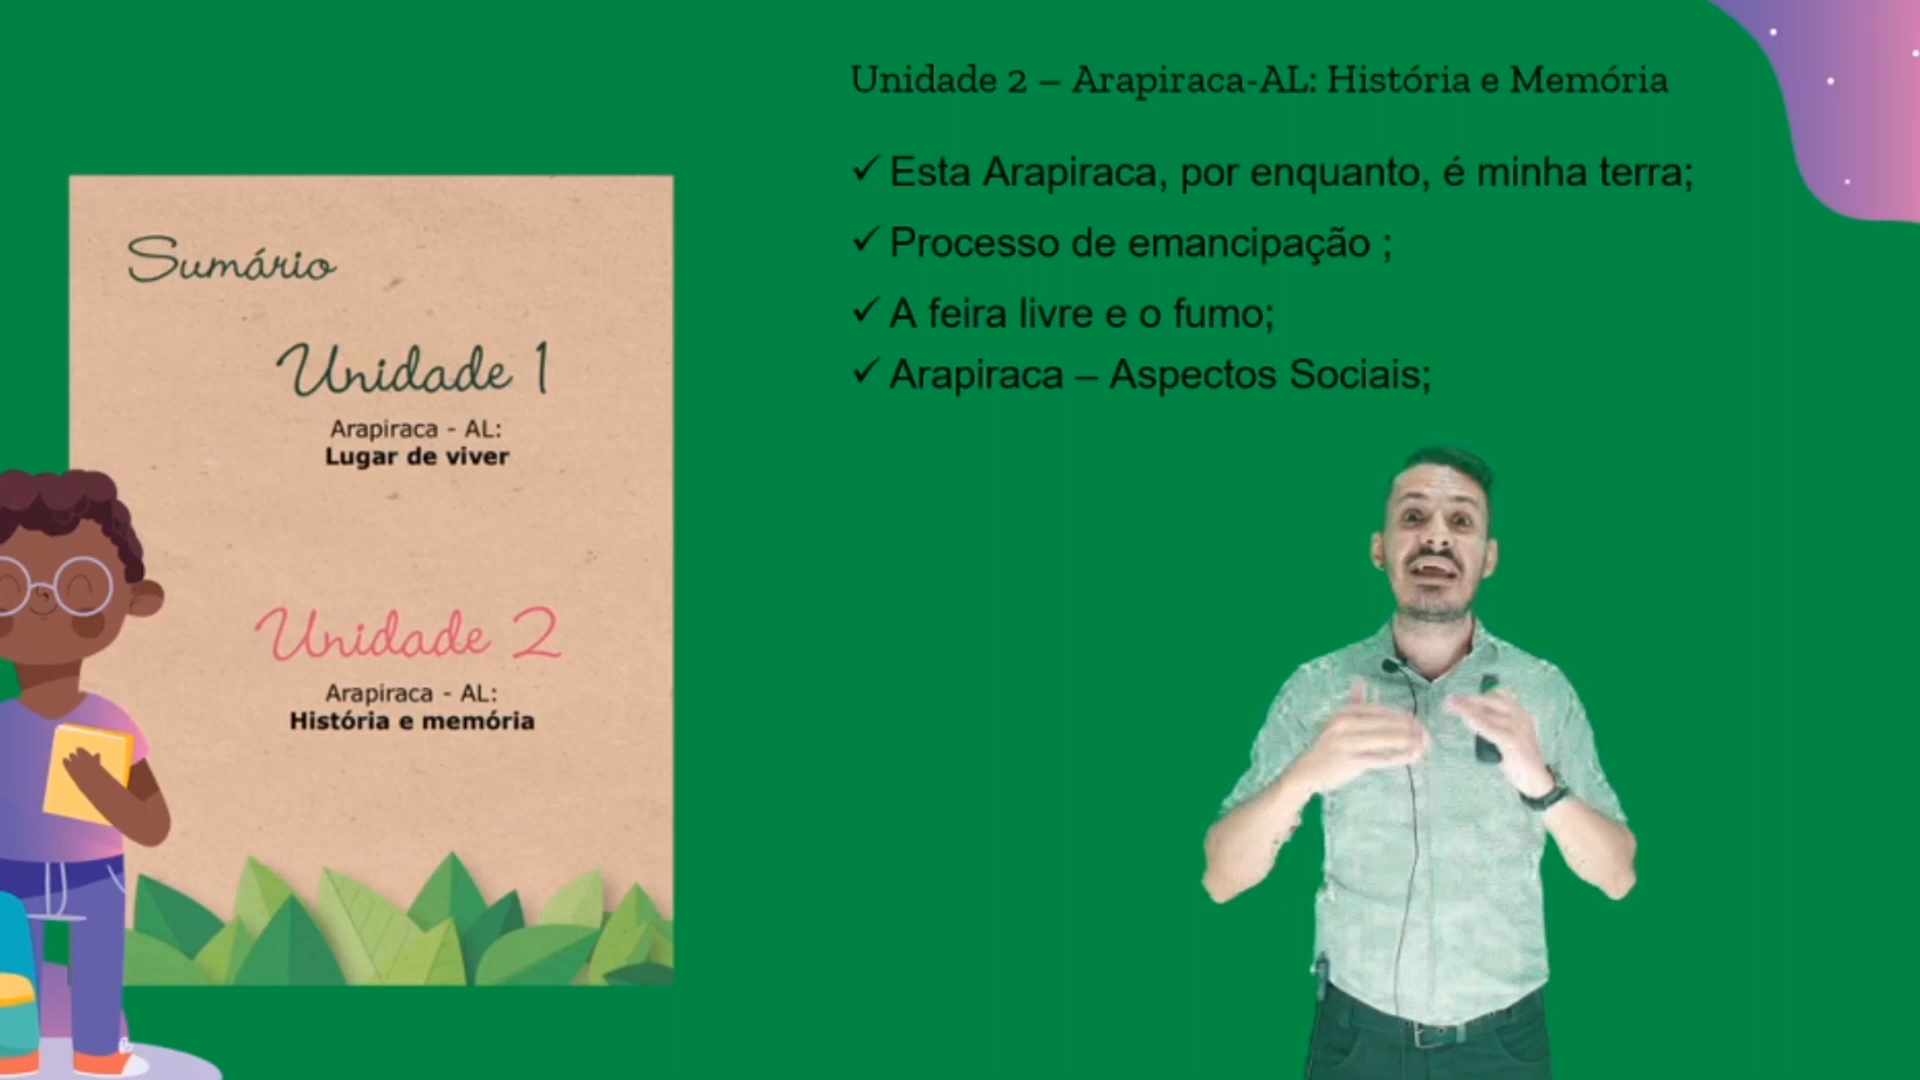 Sumário
Unidade 1
Arapiraca - AL:
Lugar de viver
Unidade 2
Arapiraca - AL:
História e memória
Unidade 2 – Arapiraca-AL: História e Memória
✓ Esta Arapiraca, por enquanto, é minha terra;
✓ Processo de emancipação ;
✓ A feira livre e o fumo;
✓ Arapiraca – Aspectos Sociais;